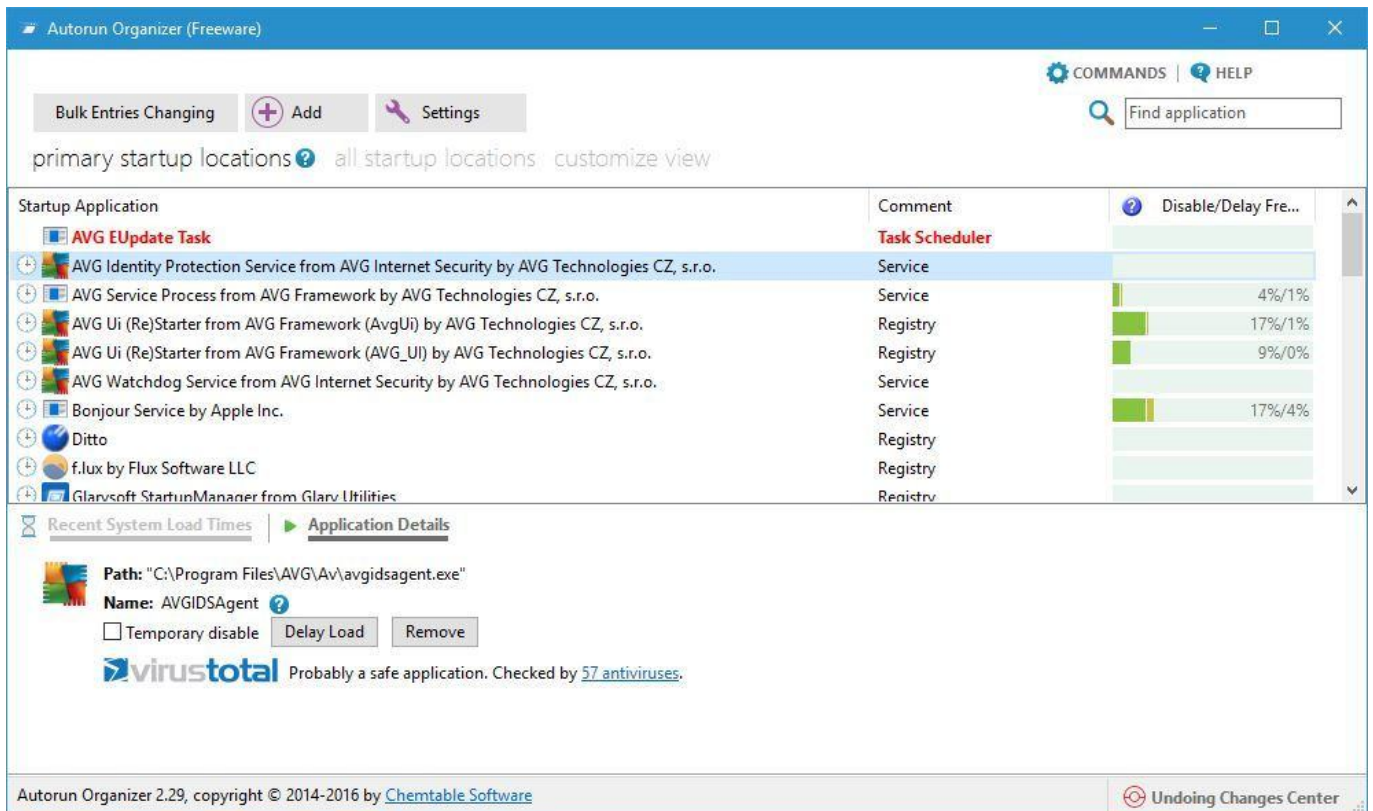 Autorun Organizer (Freeware)
COMMANDS | HELP
Bulk Entries Changing Add Settings Find application
primary startup locations all startup locations customize view
Startup Application Comment Disable/Delay Fre...
AVG EUpdate Task Task Scheduler
AVG Identity Protection Service from AVG Internet Security by AVG Technologies CZ, s.r.o. Service
AVG Service Process from AVG Framework by AVG Technologies CZ, s.r.o. Service 4%/1%
AVG Ui (Re)Starter from AVG Framework (AvgUi) by AVG Technologies CZ, s.r.o. Registry 17%/1%
AVG Ui (Re)Starter from AVG Framework (AVG_UI) by AVG Technologies CZ, s.r.o. Registry 9%/0%
AVG Watchdog Service from AVG Internet Security by AVG Technologies CZ, s.r.o. Service
Bonjour Service by Apple Inc. Service 17%/4%
Ditto Registry
f.lux by Flux Software LLC Registry
Glarysoft StartupManager from Glary Utilities Registry
Recent System Load Times Application Details
Path: "C:\Program Files\AVG\Av\avgidsagent.exe"
Name: AVGIDSAgent
Temporary disable Delay Load Remove
virustotal Probably a safe application. Checked by 57 antiviruses.
Autorun Organizer 2.29, copyright © 2014-2016 by Chemtable Software Undoing Changes Center